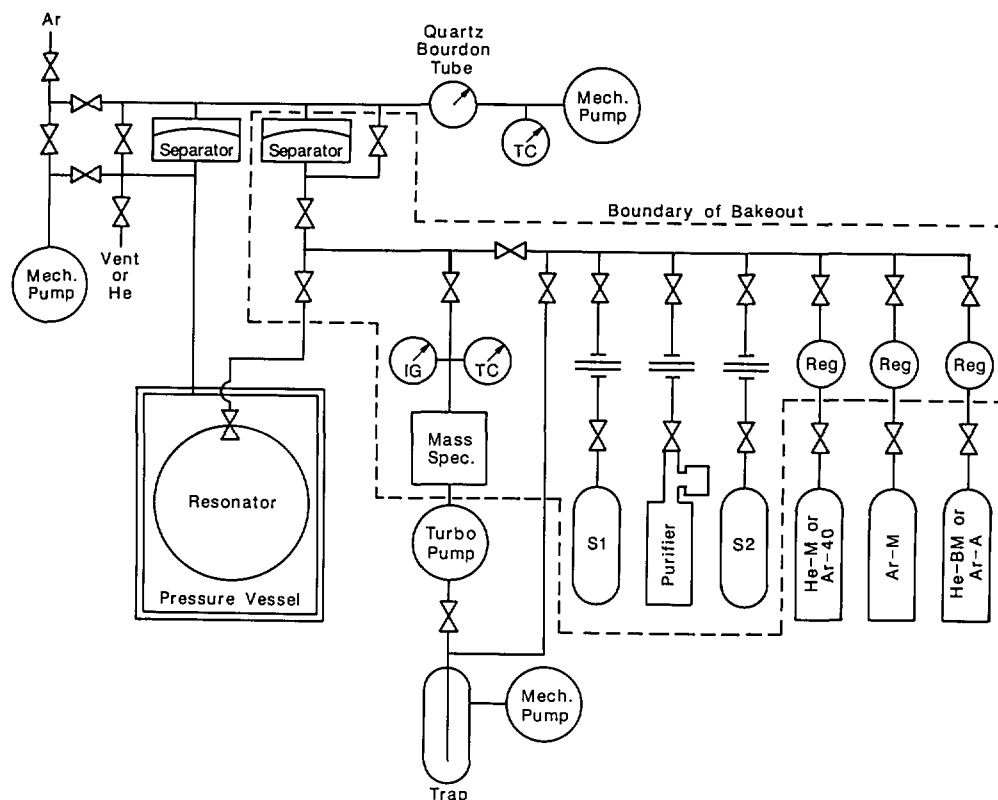 Ar
Quartz
Bourdon
Tube
Mech.
Pump
TC
Separator
Separator
Boundary of Bakeout
Mech.
Pump
Vent
or
He
IG
TC
Reg
Reg
Reg
Mass
Spec.
Resonator
Pressure Vessel
Turbo
Pump
S1
Purifier
S2
He-M or
Ar-40
Ar-M
He-BM or
Ar-A
Mech.
Pump
Trap